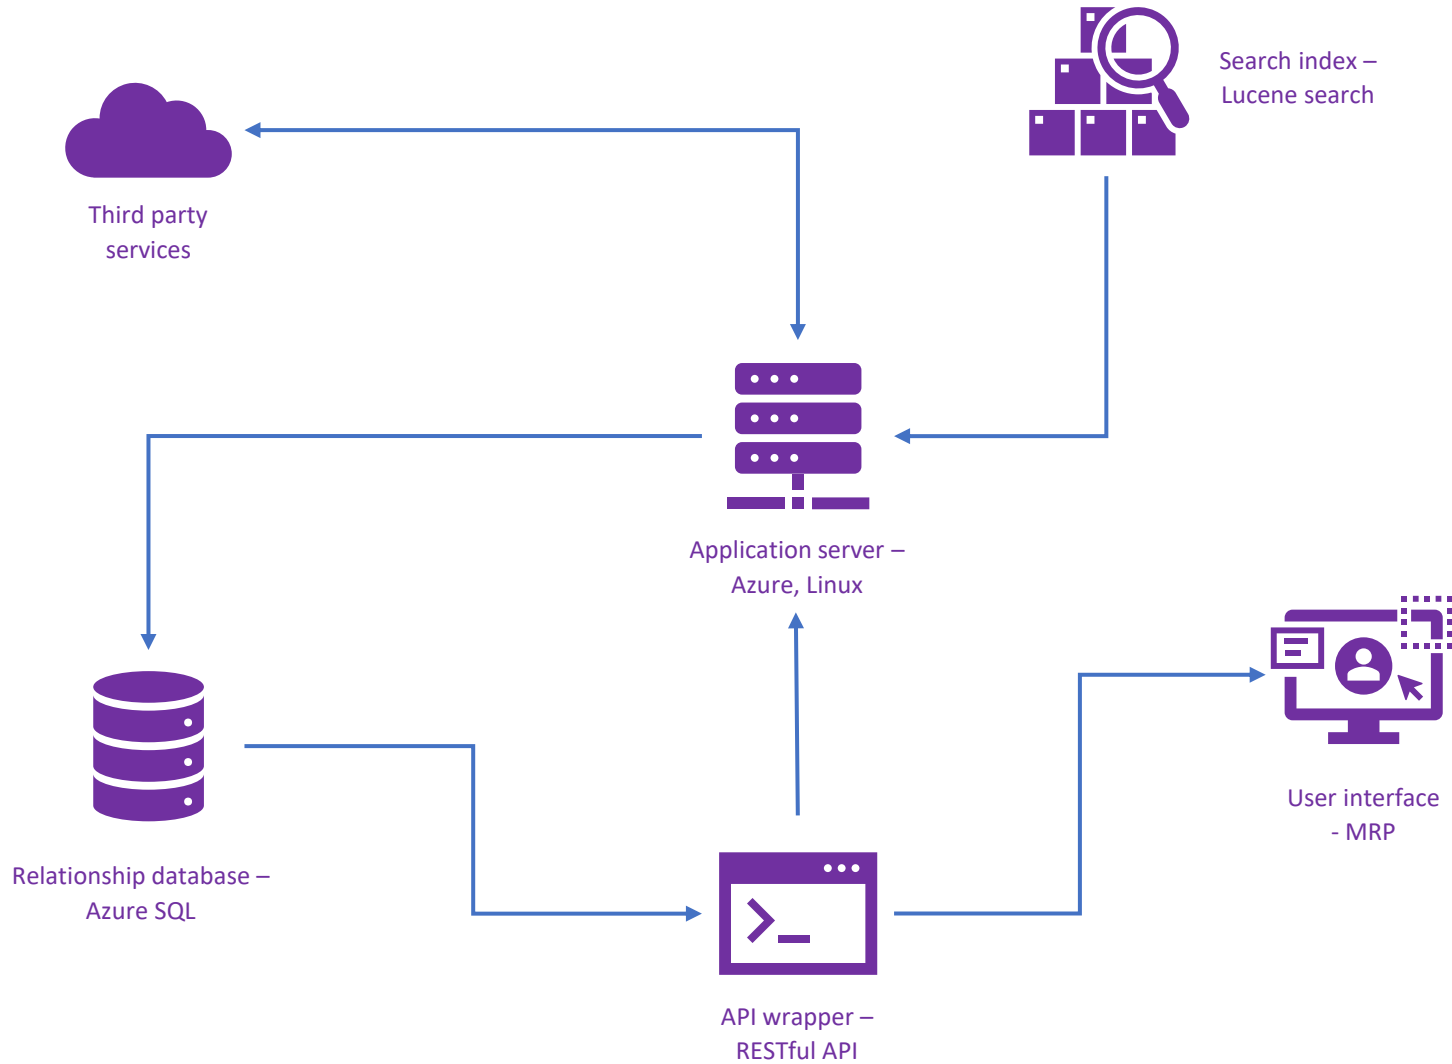 Search index –
Lucene search
Third party
services
Application server –
Azure, Linux
User interface
- MRP
Relationship database –
Azure SQL
API wrapper –
RESTful API